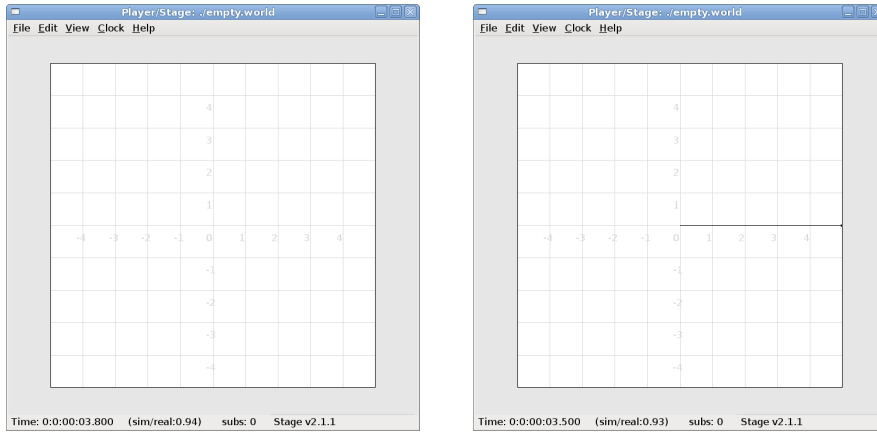 Player/Stage: ./empty.world
File Edit View Clock Help
4
3
2
1
-4 -3 -2 -1 0 1 2 3 4
-1
-2
-3
-4
Time: 0:0:00:03.800 (sim/real:0.94) subs: 0 Stage v2.1.1
Player/Stage: ./empty.world
File Edit View Clock Help
4
3
2
1
-4 -3 -2 -1 0 1 2 3 4
-1
-2
-3
-4
Time: 0:0:00:03.500 (sim/real:0.93) subs: 0 Stage v2.1.1